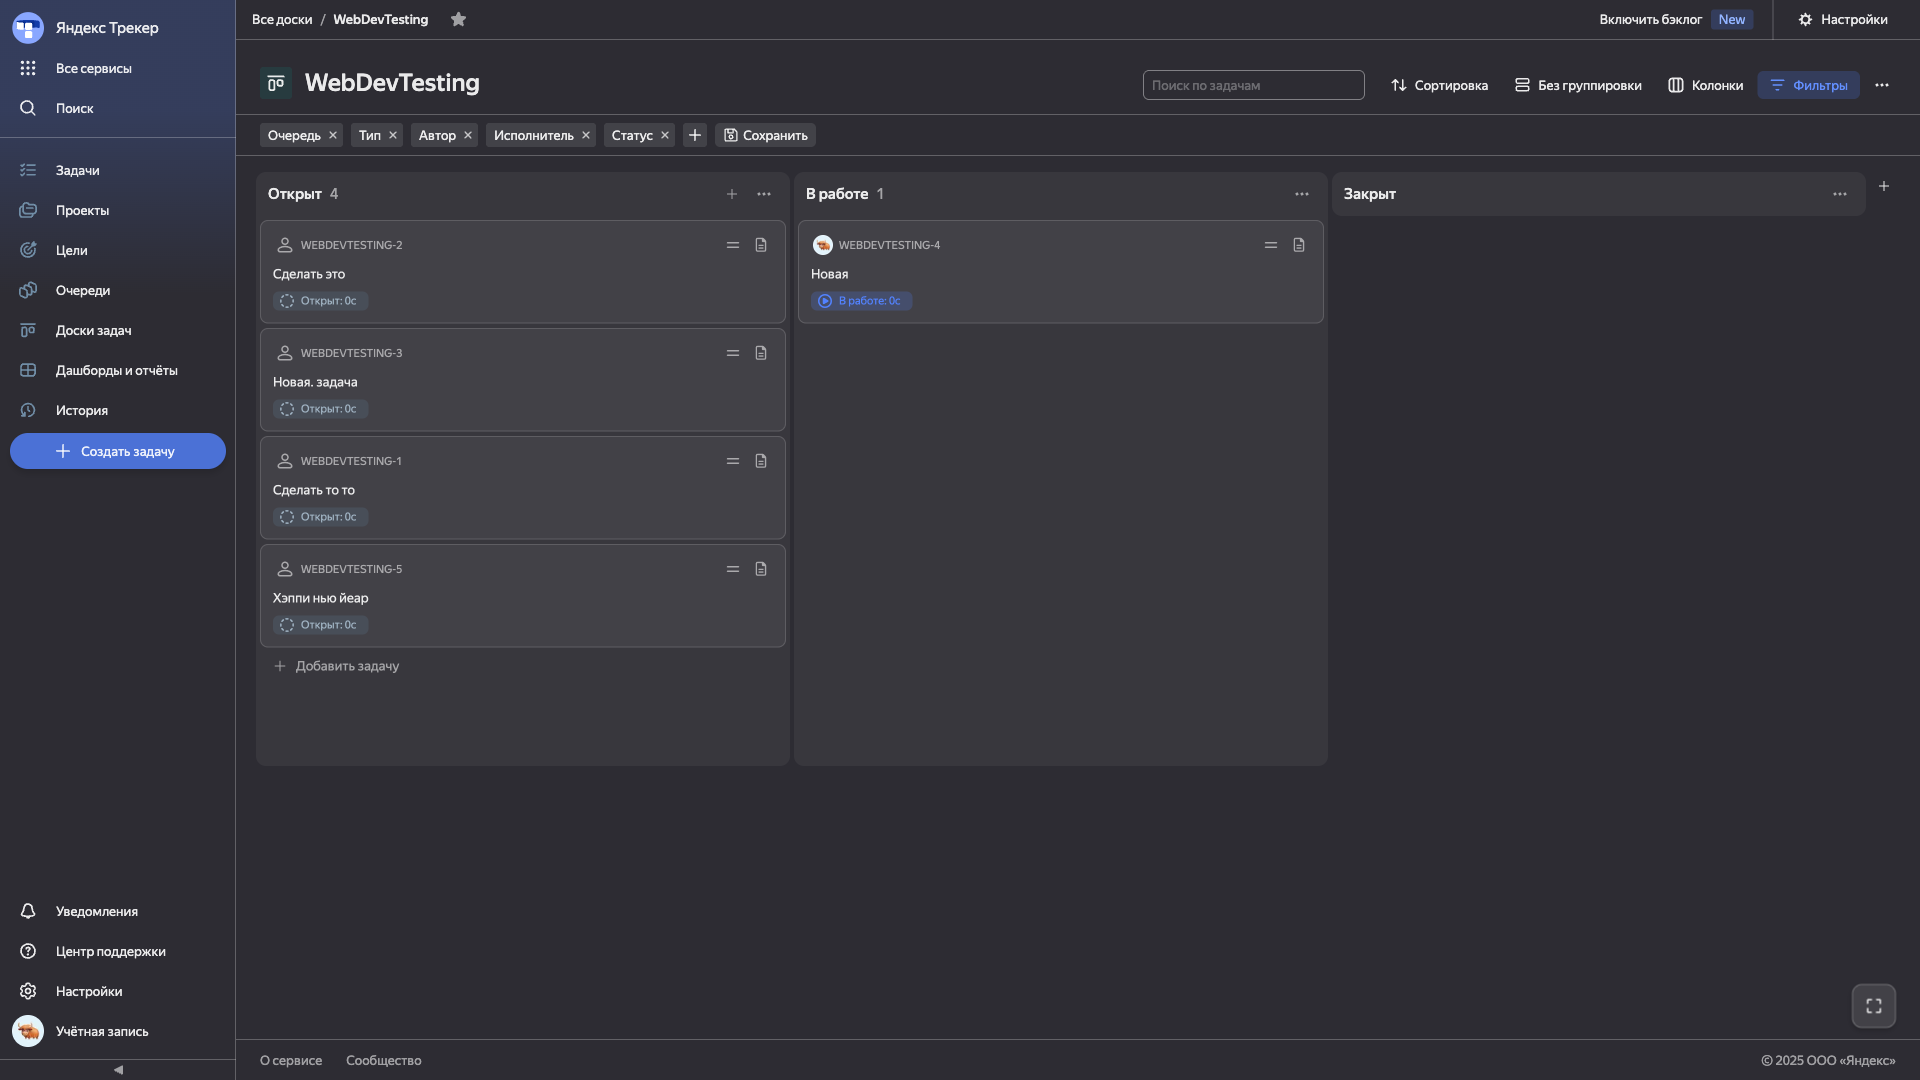 Яндекс Трекер
Все сервисы
Поиск
Задачи
Проекты
Цели
Очереди
Доски задач
Дашборды и отчёты
История
Создать задачу
Уведомления
Центр поддержки
Настройки
Учётная запись
Все доски / WebDevTesting
Включить бэклог New
Настройки
WebDevTesting
Поиск по задачам
Сортировка
Без группировки
Колонки
Фильтры
Очередь
Тип
Автор
Исполнитель
Статус
Сохранить
Открыт 4
WEBDEVTESTING-2
Сделать это
Открыт: 0с
WEBDEVTESTING-3
Новая. задача
Открыт: 0с
WEBDEVTESTING-1
Сделать то то
Открыт: 0с
WEBDEVTESTING-5
Хэппи нью йеар
Открыт: 0с
Добавить задачу
В работе 1
WEBDEVTESTING-4
Новая
В работе: 0с
Закрыт
О сервисе
Сообщество
© 2025 ООО «Яндекс»